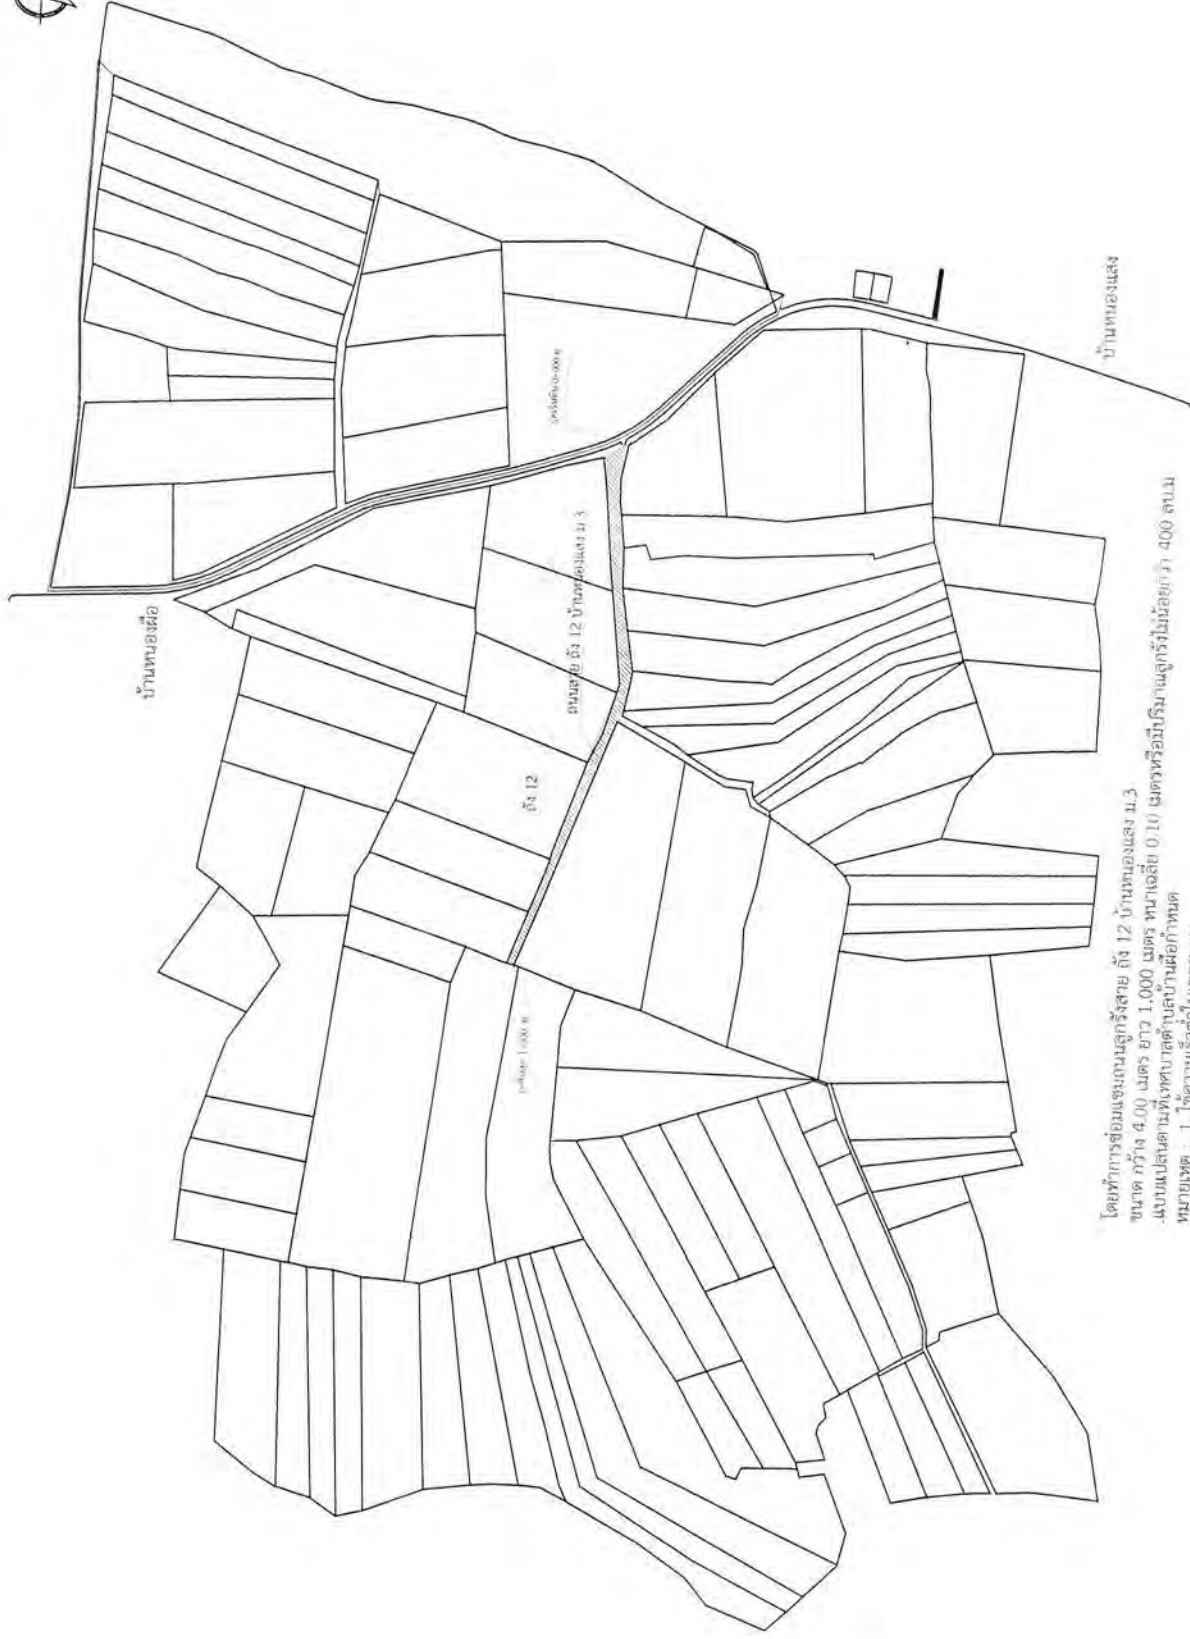 บ้านหนองแสง
บ้านหนองผือ
ถนนสาย ถัง 12 บ้านหนองแสง ม.3
ถัง 12
โดยทำการซ่อมแซมถนนลูกรังสาย ถัง 12 บ้านหนองแสง ม.3
ขนาด กว้าง 4.00 เมตร ยาว 1,000 เมตร หนาเฉลี่ย 0.10 เมตรหรือมีปริมาณลูกรังไม่น้อยกว่า 400 ลบ.ม
แบบแปลนตามที่เทศบาลตำบลบ้านผือกำหนด
หมายเหตุ : 1.